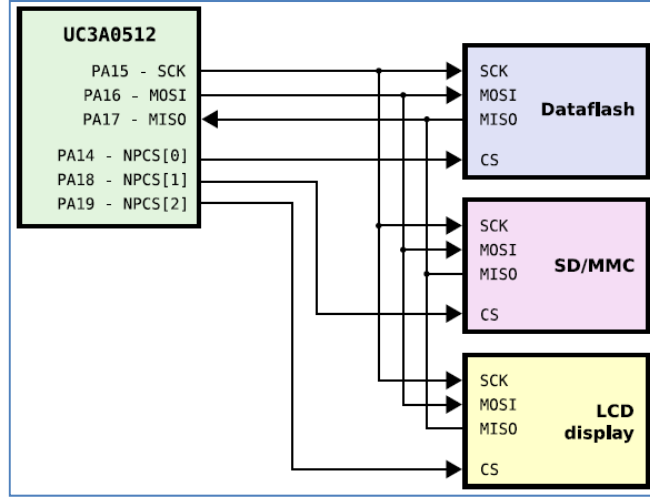 UC3A0512
PA15 - SCK
PA16 - MOSI
PA17 - MISO
PA14 - NPCS[0]
PA18 - NPCS[1]
PA19 - NPCS[2]
SCK
MOSI
MISO
CS
Dataflash
SCK
MOSI
MISO
CS
SD/MMC
SCK
MOSI
MISO
CS
LCD
display